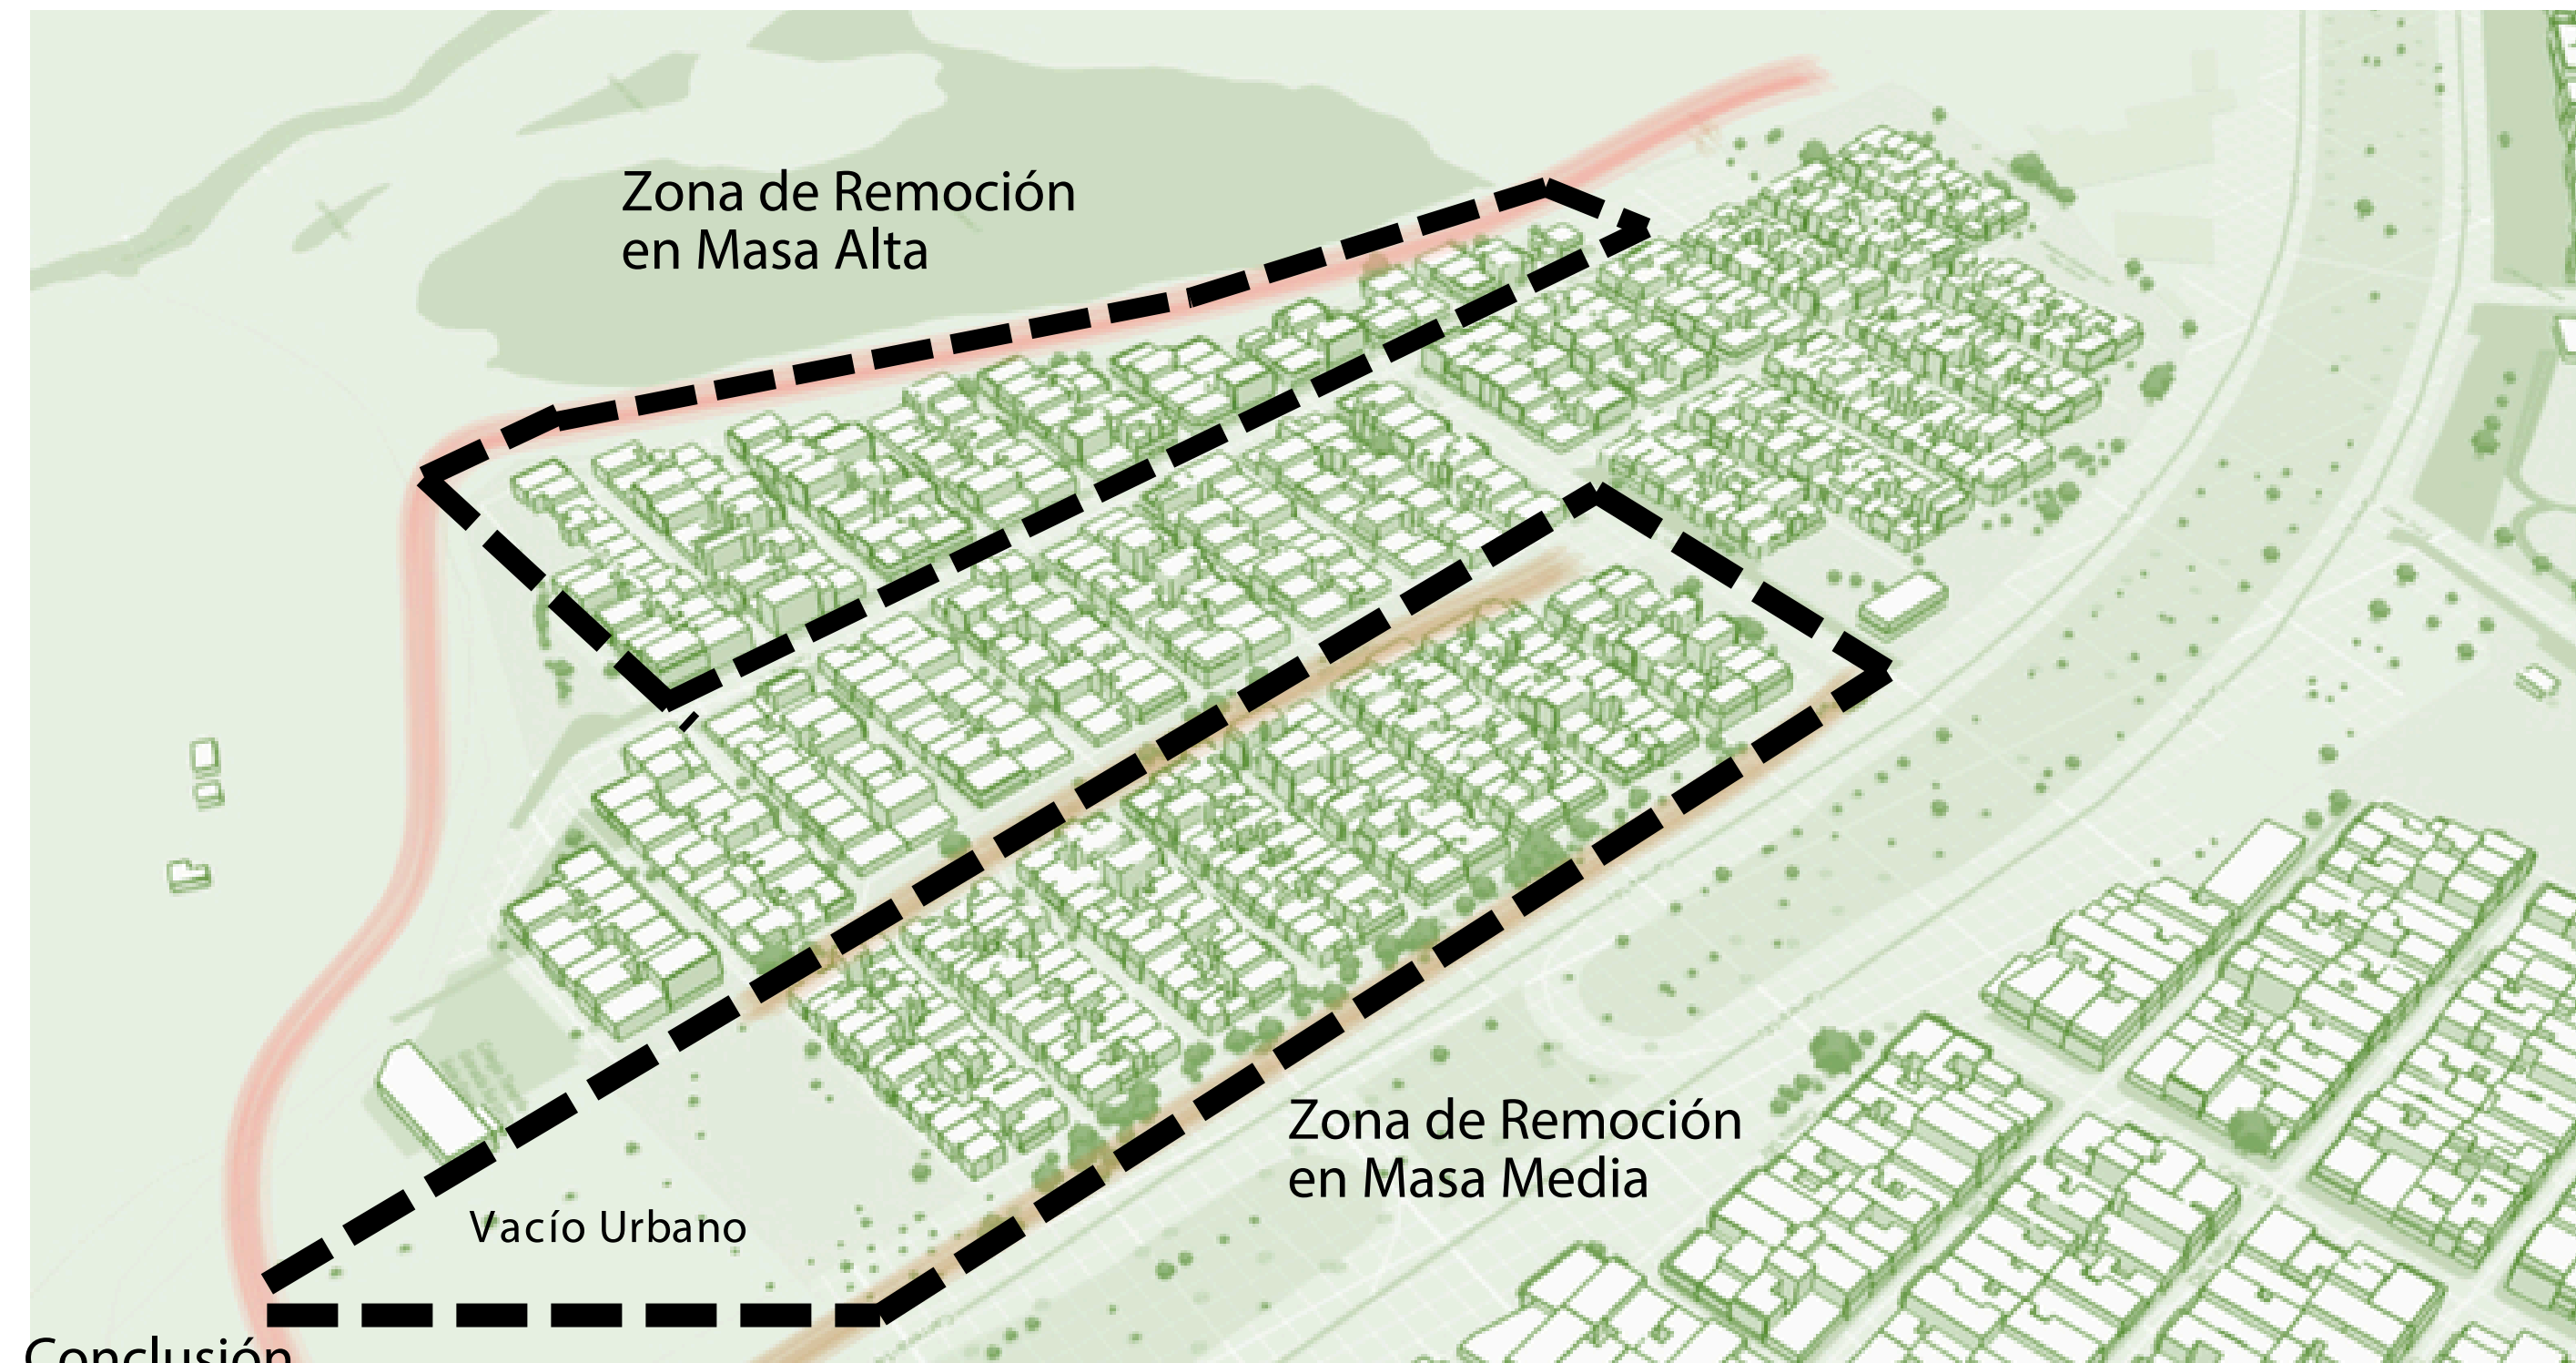 Zona de Remoción
en Masa Alta
Zona de Remoción
en Masa Media
Vacío Urbano
Conclusión